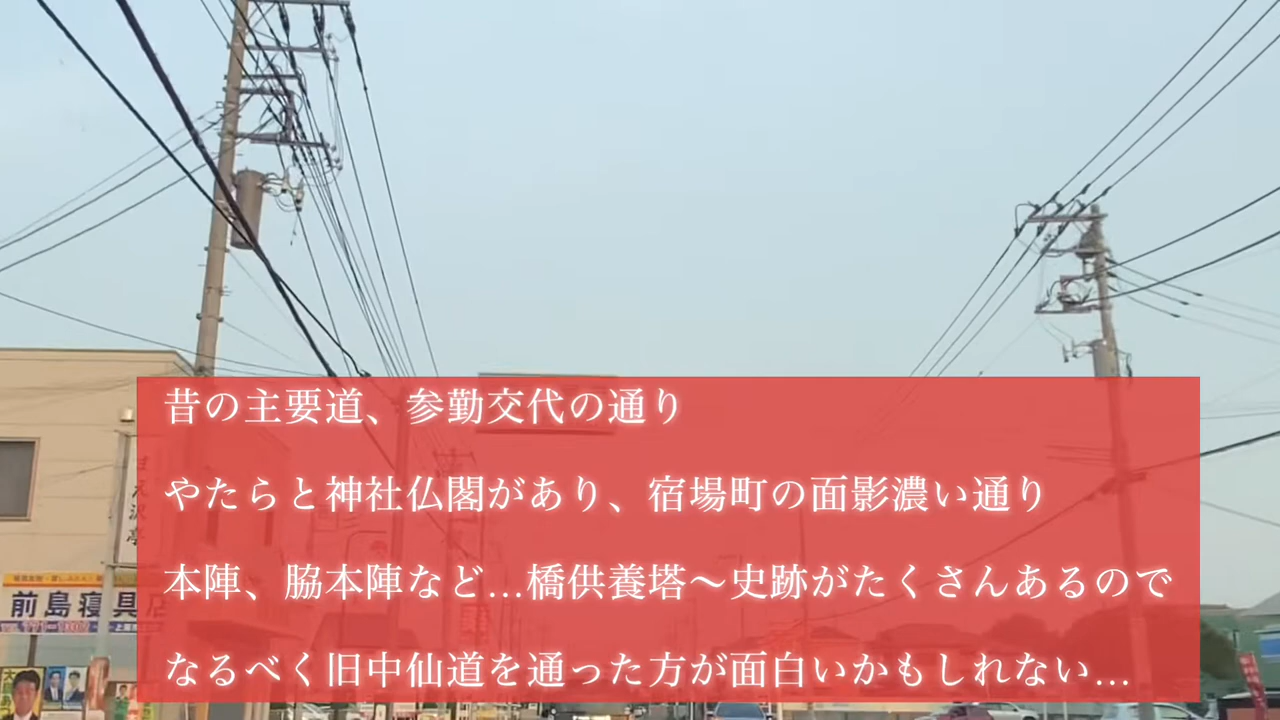 昔の主要道、参勤交代の通り
やたらと神社仏閣があり、宿場町の面影濃い通り
本陣、脇本陣など...橋供養塔〜史跡がたくさんあるので
なるべく旧中仙道を通った方が面白いかもしれない...
前島寝具店